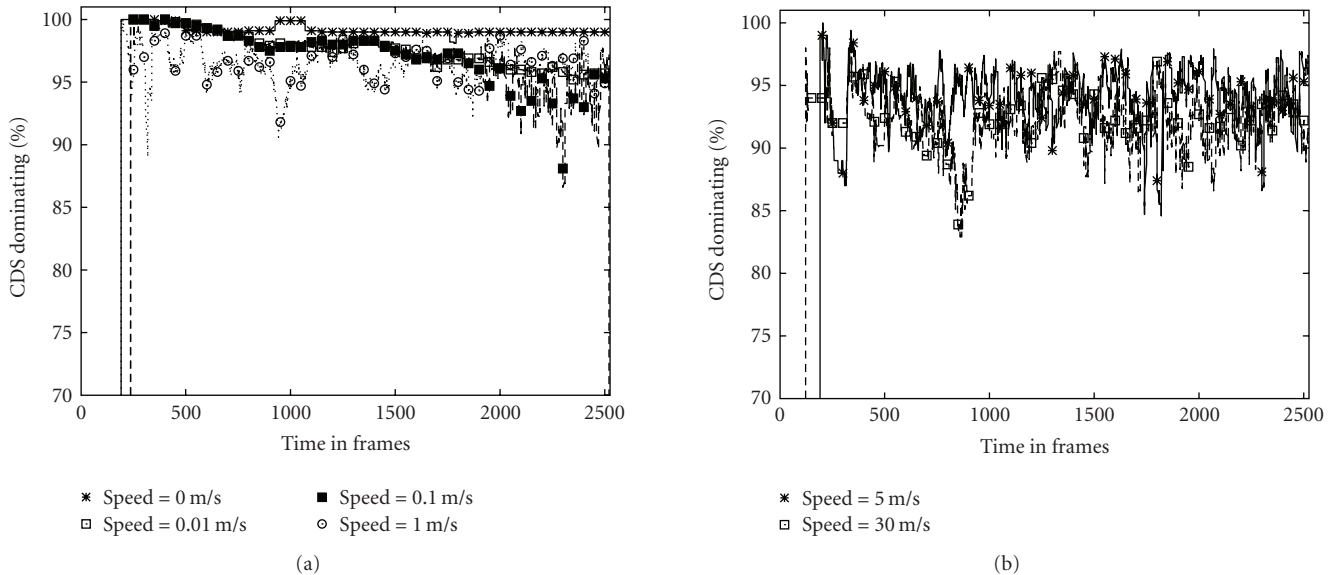 100
95
90
85
80
75
70
CDS dominating (%)
0 500 1000 1500 2000 2500
Time in frames
Speed = 0 m/s
Speed = 0.01 m/s
Speed = 0.1 m/s
Speed = 1 m/s
(a)
100
95
90
85
80
75
70
CDS dominating (%)
0 500 1000 1500 2000 2500
Time in frames
Speed = 5 m/s
Speed = 30 m/s
(b)